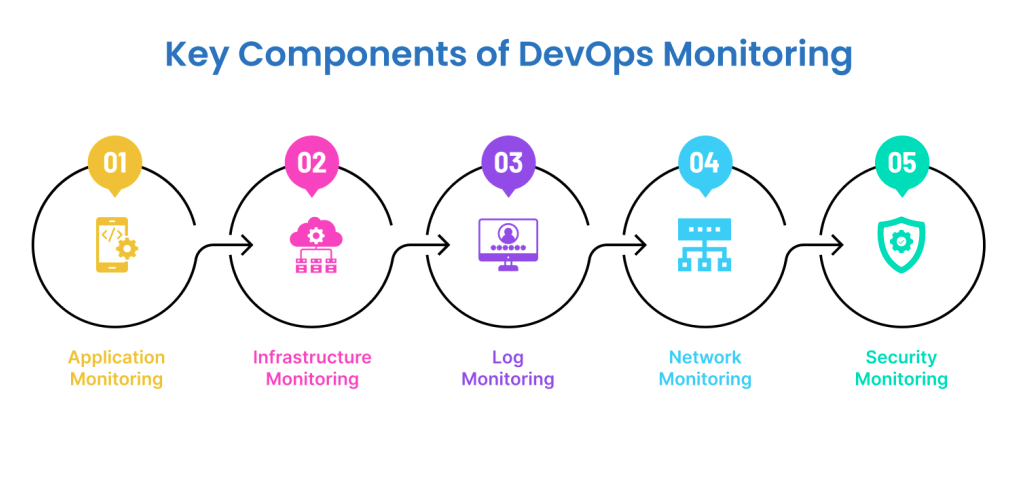 Key Components of DevOps Monitoring
01
02
03
04
05
</>
Application
Monitoring
Infrastructure
Monitoring
Log
Monitoring
Network
Monitoring
Security
Monitoring